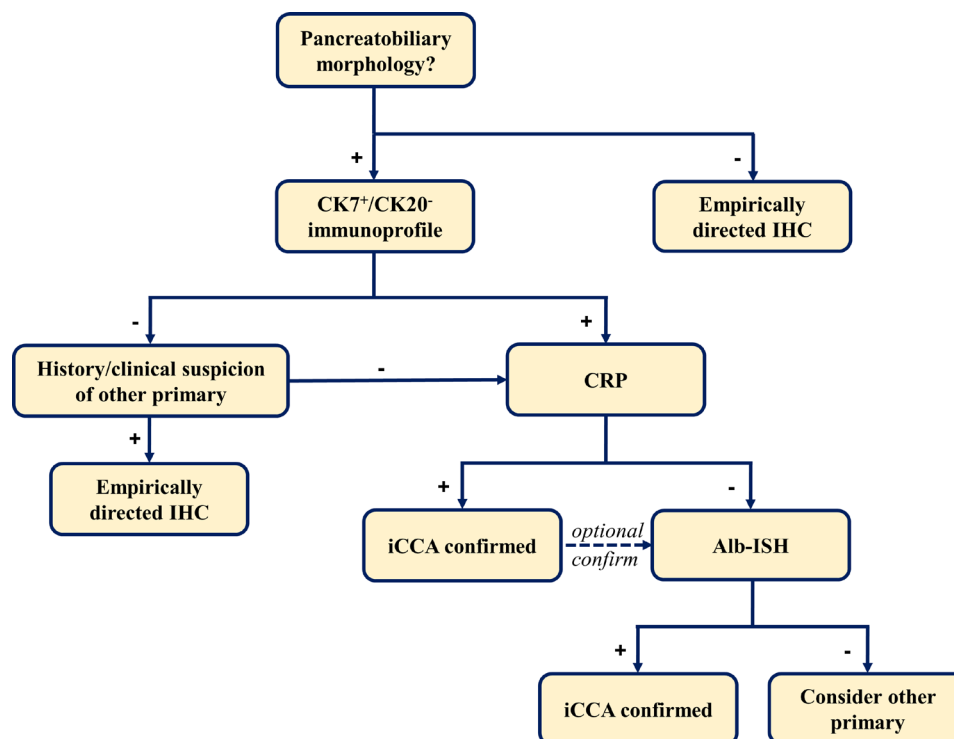 Pancreatobiliary
morphology?
+
-
CK7⁺/CK20⁻
immunoprofile
Empirically
directed IHC
-
+
History/clinical suspicion
of other primary
-
CRP
+
Empirically
directed IHC
+
-
iCCA confirmed
optional
confirm
Alb-ISH
+
-
iCCA confirmed
Consider other
primary